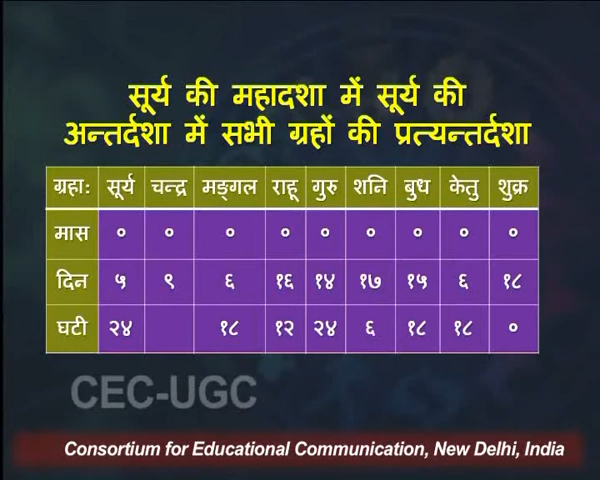 सूर्य की महादशा में सूर्य की
अन्तर्दशा में सभी ग्रहों की प्रत्यन्तर्दशा
ग्रहाः सूर्य चन्द्र मङ्गल राहू गुरु शनि बुध केतु शुक्र
मास ० ० ० ० ० ० ० ० ०
दिन ५ ९ ६ १६ १४ १७ १५ ६ १८
घटी २४ १८ १२ २४ ६ १८ १८ ०
CEC-UGC
Consortium for Educational Communication, New Delhi, India